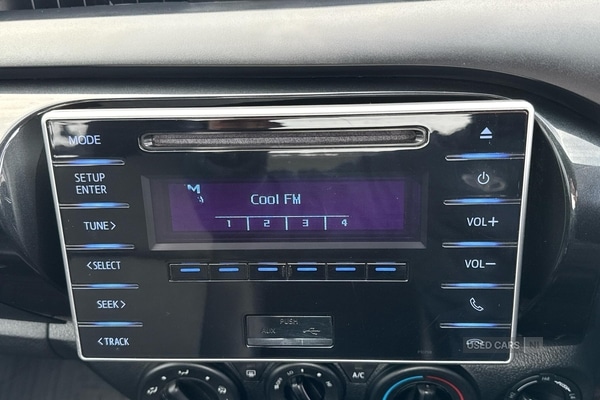 MODE
SETUP
ENTER
TUNE>
<SELECT
SEEK>
<TRACK
M
Cool FM
1 2 3 4
PUSH
AUX
VOL+
VOL-
USED CARS NI
A/C